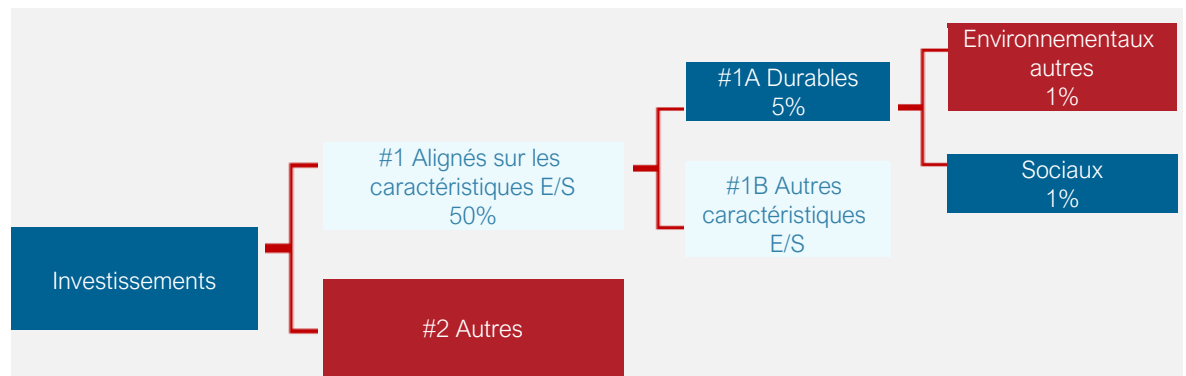 Investissements
#1 Alignés sur les
caractéristiques E/S
50%
#2 Autres
#1A Durables
5%
#1B Autres
caractéristiques
E/S
Environnementaux
autres
1%
Sociaux
1%